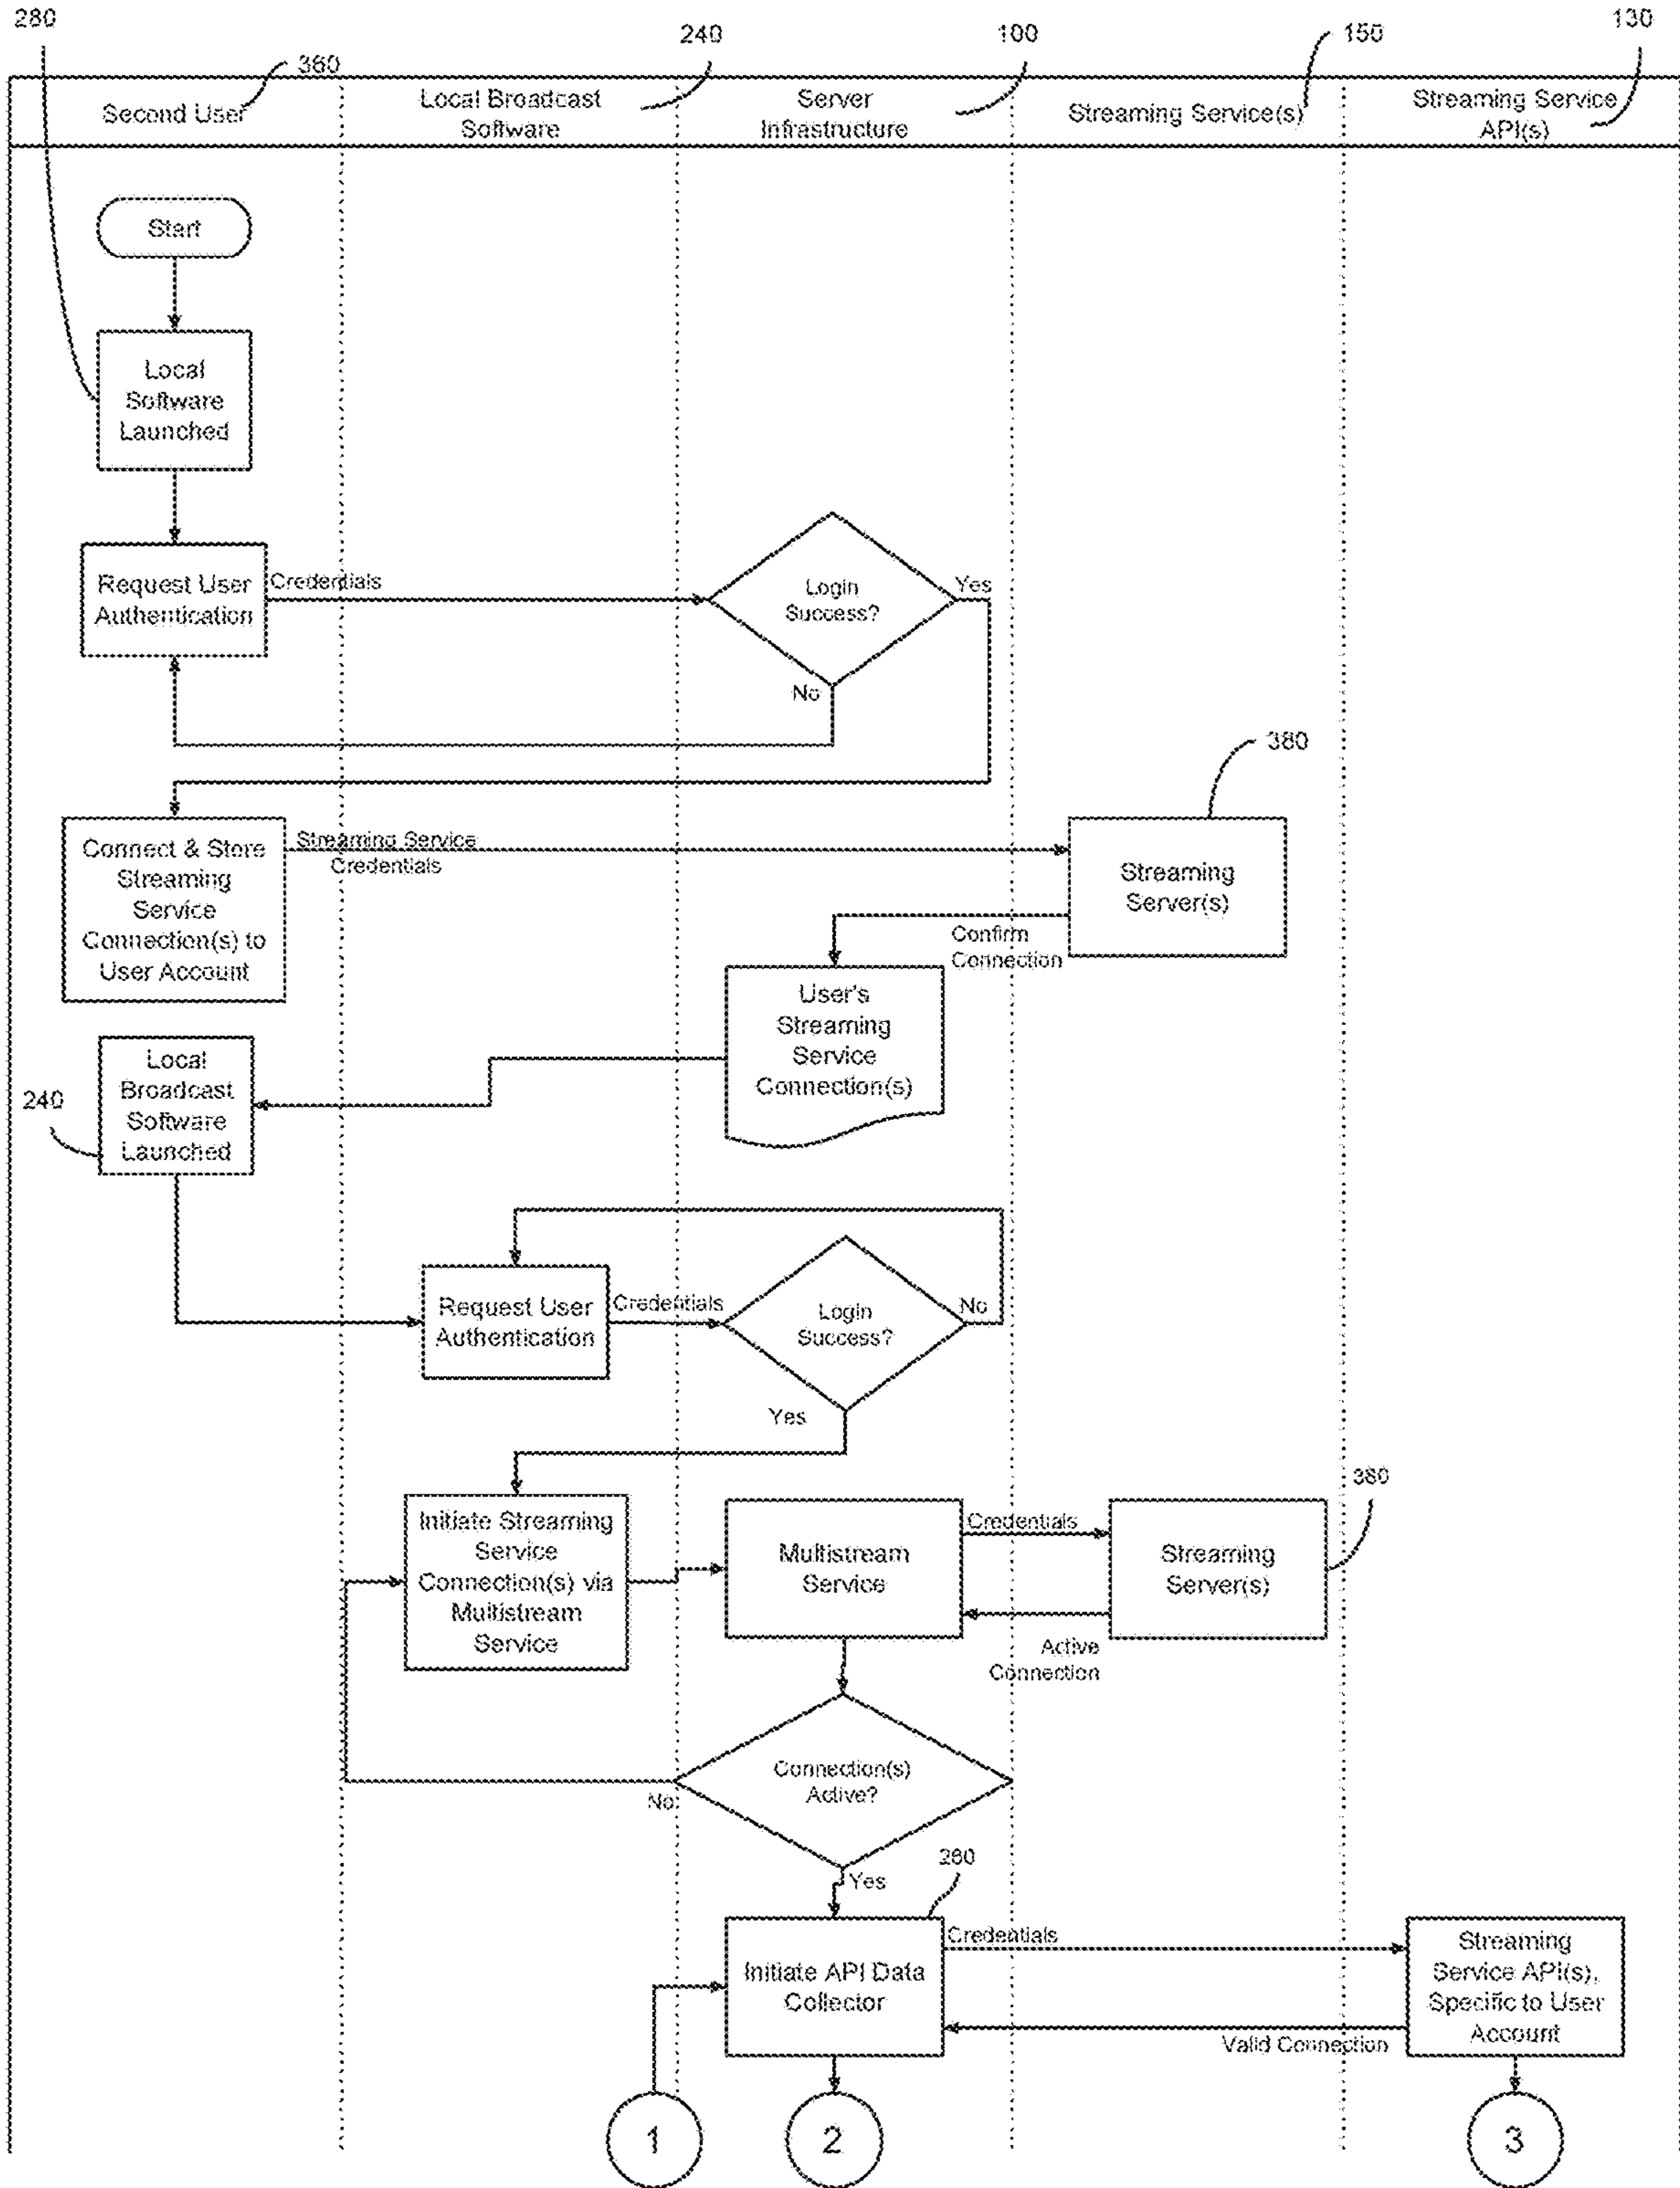 280
240
100
150
130
360
Second User
Local Broadcast
Software
Server
Infrastructure
Streaming Service(s)
Streaming Service
API(s)
Start
Local
Software
Launched
Request User
Authentication
Credentials
Login
Success?
Yes
No
380
Connect & Store
Streaming
Service
Connection(s) to
User Account
Streaming Service
Credentials
Streaming
Server(s)
Confirm
Connection
User's
Streaming
Service
Connection(s)
Local
Broadcast
Software
Launched
240
Request User
Authentication
Credentials
Login
Success?
No
Yes
380
Initiate Streaming
Service
Connection(s) via
Multistream
Service
Multistream
Service
Credentials
Streaming
Server(s)
Active
Connection
Connection(s)
Active?
No
Yes
260
Initiate API Data
Collector
Credentials
Streaming
Service API(s),
Specific to User
Account
Valid Connection
1
2
3